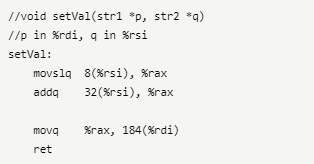 //void setVal(str1 *p, str2 *q)
//p in %rdi, q in %rsi
setVal:
    movslq  8(%rsi), %rax
    addq    32(%rsi), %rax

    movq    %rax, 184(%rdi)
    ret